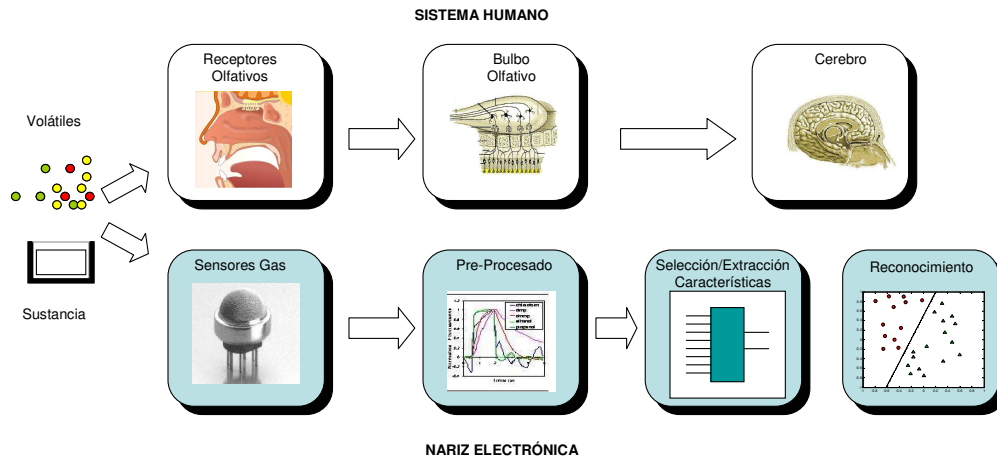 SISTEMA HUMANO
Receptores
Olfativos
Bulbo
Olfativo
Cerebro
Volátiles
Sustancia
Sensores Gas
Pre-Procesado
Selección/Extracción
Características
Reconocimiento
NARIZ ELECTRÓNICA